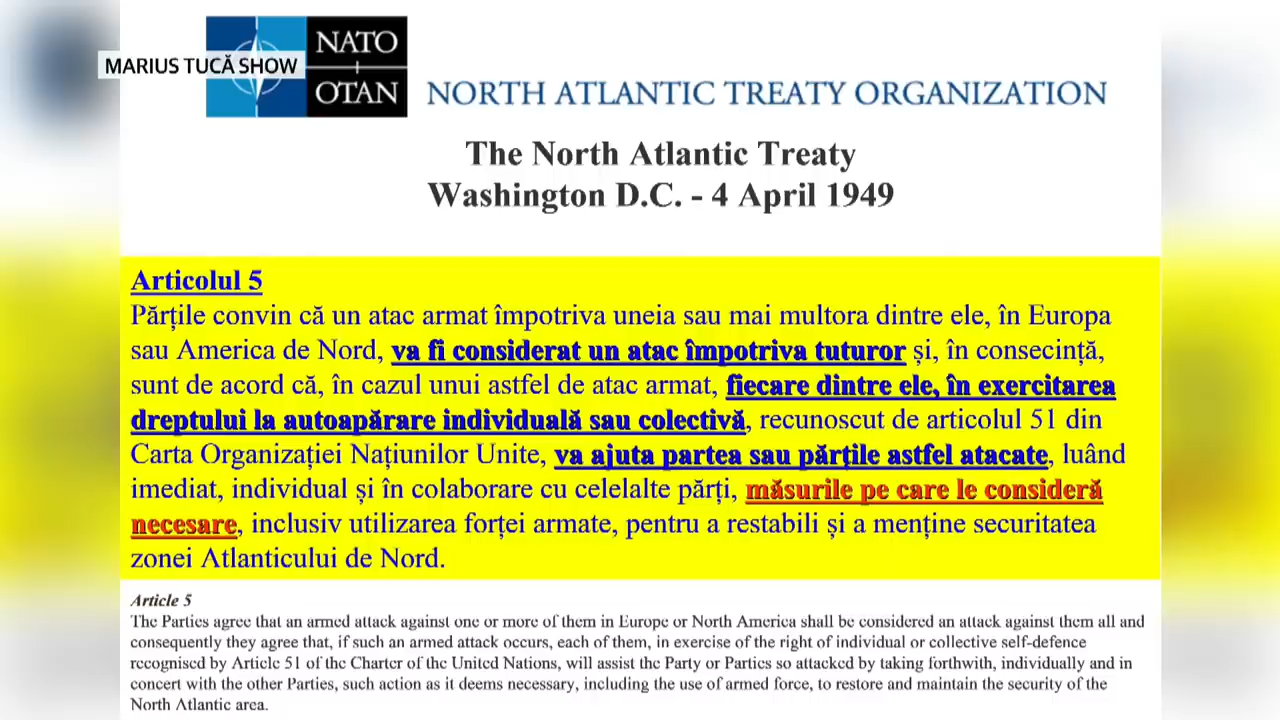 NATO
MARIUS TUCĂ SHOW
OTAN
NORTH ATLANTIC TREATY ORGANIZATION
The North Atlantic Treaty
Washington D.C. - 4 April 1949
Articolul 5
Părțile convin că un atac armat împotriva uneia sau mai multora dintre ele, în Europa
sau America de Nord, va fi considerat un atac împotriva tuturor și, în consecință,
sunt de acord că, în cazul unui astfel de atac armat, fiecare dintre ele, în exercitarea
dreptului la autoapărare individuală sau colectivă, recunoscut de articolul 51 din
Carta Organizației Națiunilor Unite, va ajuta partea sau părțile astfel atacate, luând
imediat, individual și în colaborare cu celelalte părți, măsurile pe care le consideră
necesare, inclusiv utilizarea forței armate, pentru a restabili și a menține securitatea
zonei Atlanticului de Nord.
Article 5
The Parties agree that an armed attack against one or more of them in Europe or North America shall be considered an attack against them all and
consequently they agree that, if such an armed attack occurs, each of them, in exercise of the right of individual or collective self-defence
recognised by Article 51 of the Charter of the United Nations, will assist the Party or Parties so attacked by taking forthwith, individually and in
concert with the other Parties, such action as it deems necessary, including the use of armed force, to restore and maintain the security of the
North Atlantic area.